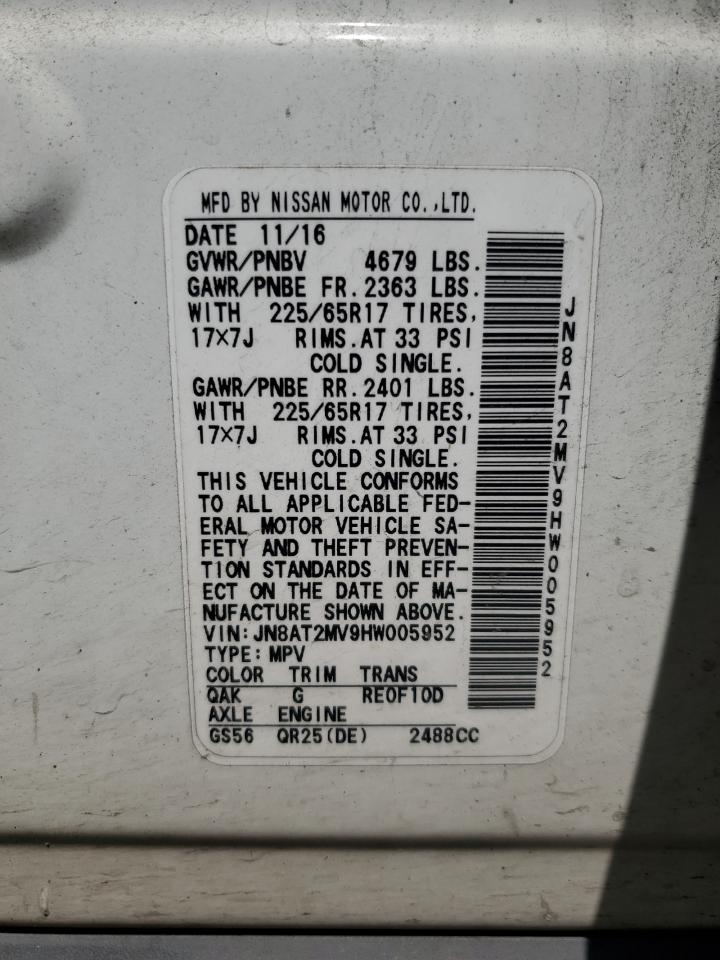 MFD BY NISSAN MOTOR CO.,LTD.
DATE 11/16
GVWR/PNBV 4679 LBS.
GAWR/PNBE FR. 2363 LBS.
WITH 225/65R17 TIRES,
17×7J RIMS.AT 33 PSI
COLD SINGLE.
GAWR/PNBE RR. 2401 LBS.
WITH 225/65R17 TIRES,
17×7J RIMS.AT 33 PSI
COLD SINGLE.
THIS VEHICLE CONFORMS
TO ALL APPLICABLE FED-
ERAL MOTOR VEHICLE SA-
FETY AND THEFT PREVEN-
TION STANDARDS IN EFF-
ECT ON THE DATE OF MA-
NUFACTURE SHOWN ABOVE.
VIN:JN8AT2MV9HW005952
TYPE:MPV
COLOR TRIM TRANS
QAK G RE0F10D
AXLE ENGINE
GS56 QR25(DE) 2488CC
JN8AT2MV9HW005952